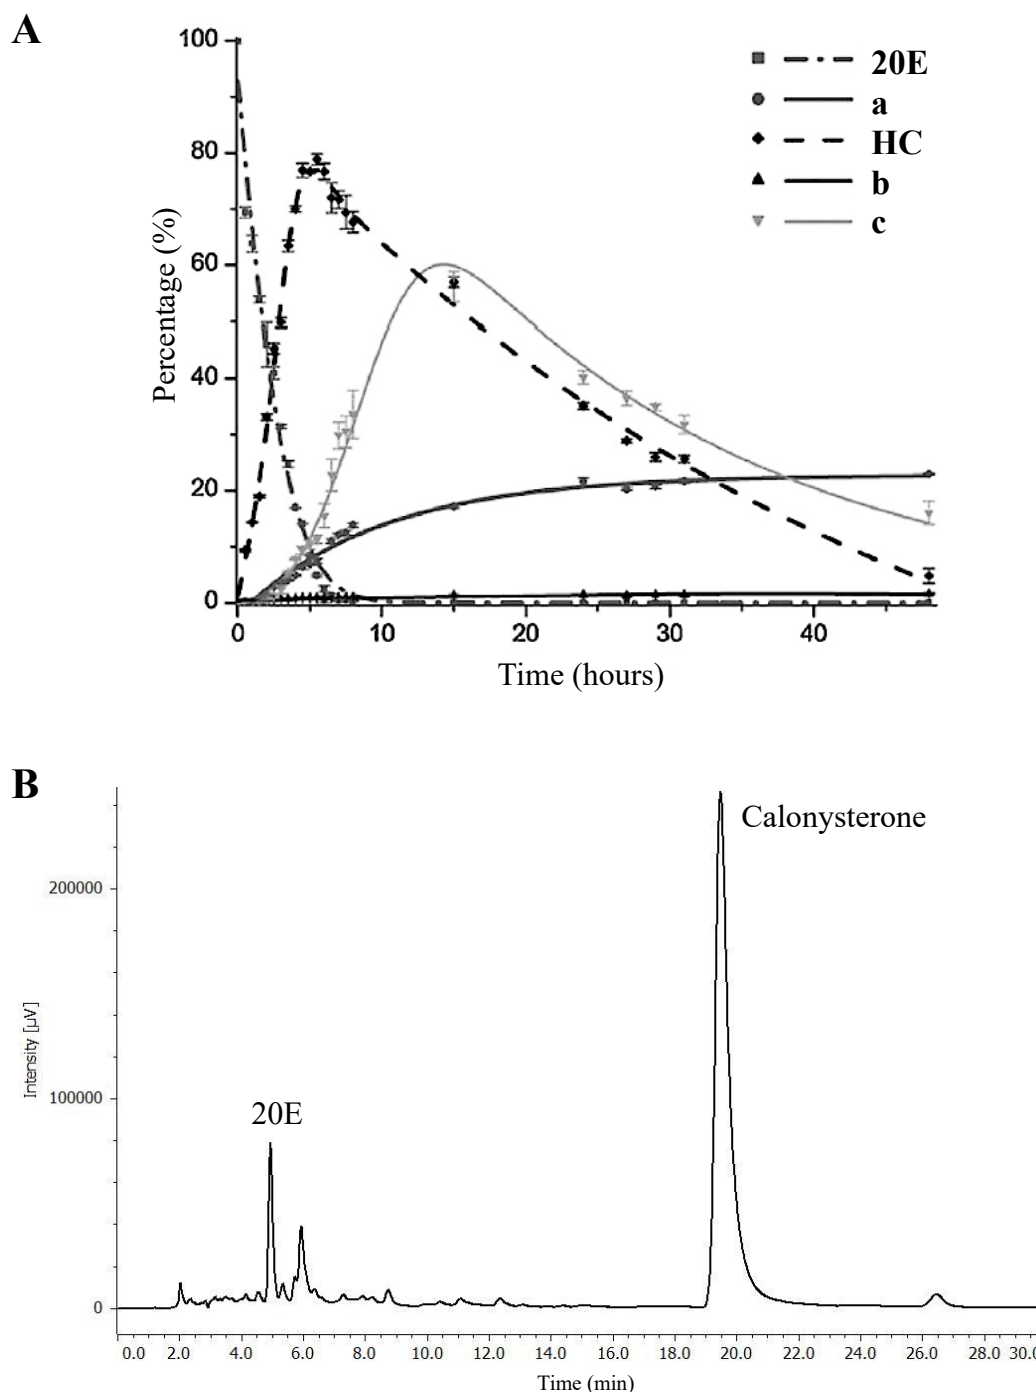 A
100
80
60
40
20
0
Percentage (%)
0 10 20 30 40
Time (hours)
20E
a
HC
b
c
B
200000
100000
0
Intensity [µV]
20E
Calonysterone
0.0 2.0 4.0 6.0 8.0 10.0 12.0 14.0 16.0 18.0 20.0 22.0 24.0 26.0 28.0 30.0
Time (min)